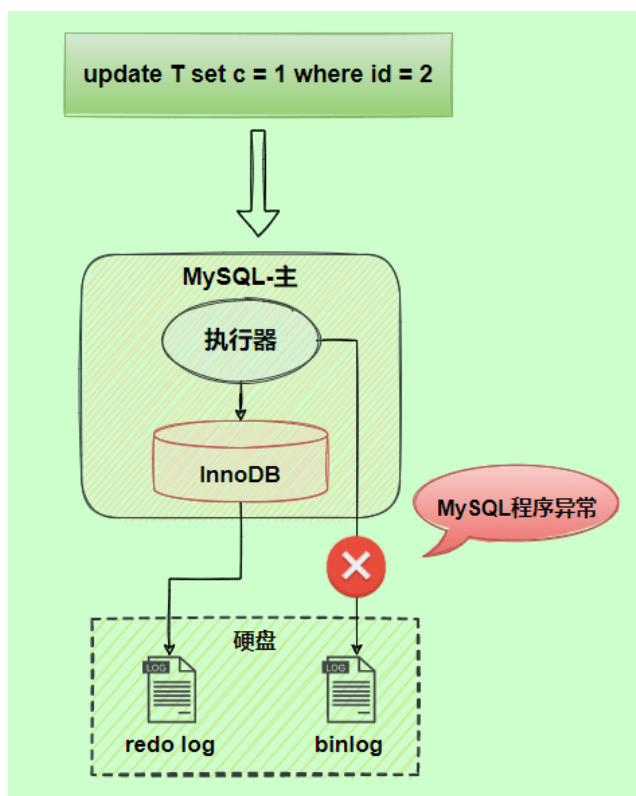 update T set c = 1 where id = 2
MySQL-主
执行器
InnoDB
MySQL程序异常
硬盘
LOG
LOG
redo log
binlog